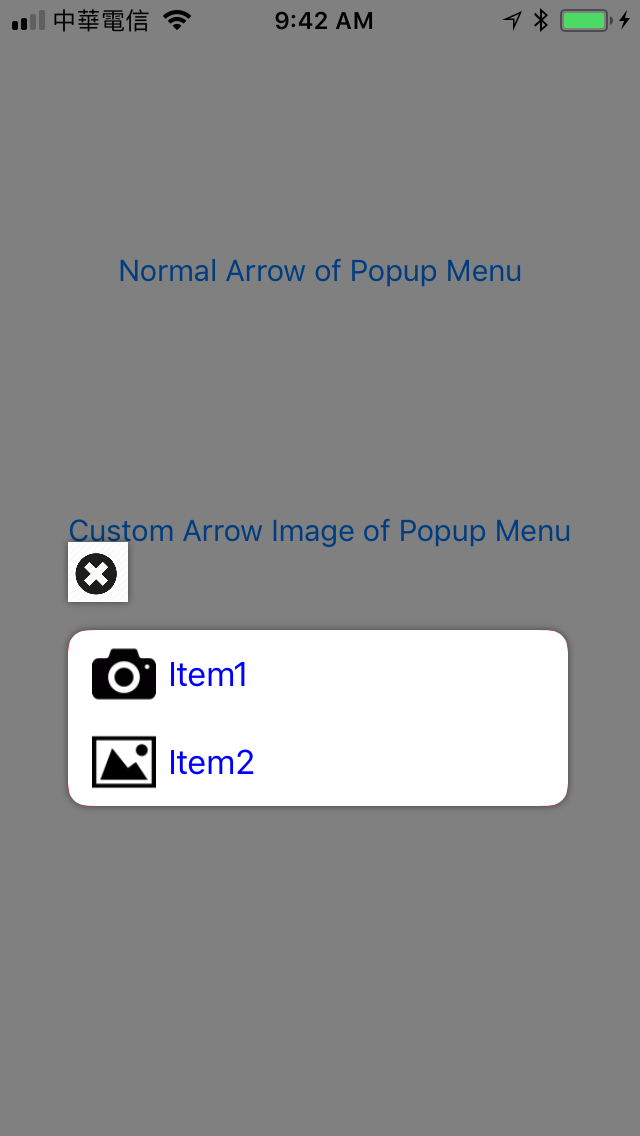 中華電信 9:42 AM
Normal Arrow of Popup Menu
Custom Arrow Image of Popup Menu
Item1
Item2